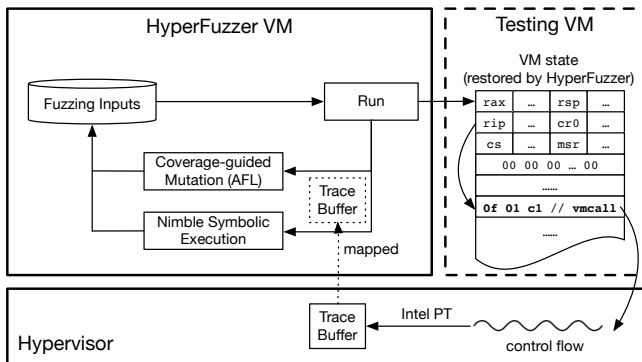 HyperFuzzer VM
Testing VM
VM state
(restored by HyperFuzzer)
Fuzzing Inputs
Run
rax ... rsp ...
rip ... cr0 ...
cs ... msr ...
00 00 00 ... 00
......
0f 01 c1 // vmcall
......
Coverage-guided
Mutation (AFL)
Trace
Buffer
Nimble Symbolic
Execution
mapped
Hypervisor
Trace
Buffer
Intel PT
control flow